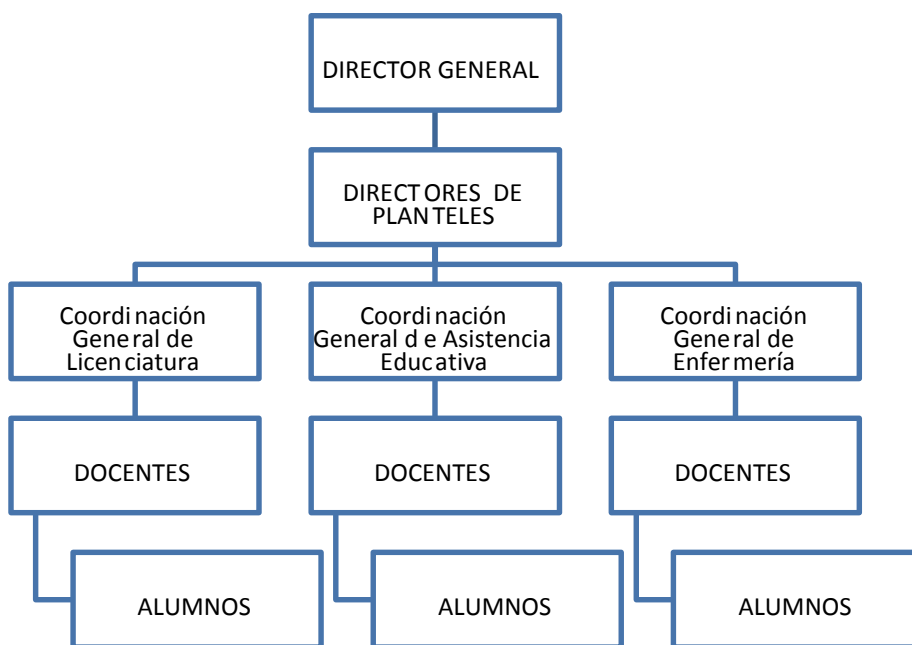 DIRECTOR GENERAL
DIRECTORES DE
PLANTELES
Coordinación
General de
Licenciatura
Coordinación
General de Asistencia
Educativa
Coordinación
General de
Enfermería
DOCENTES
DOCENTES
DOCENTES
ALUMNOS
ALUMNOS
ALUMNOS